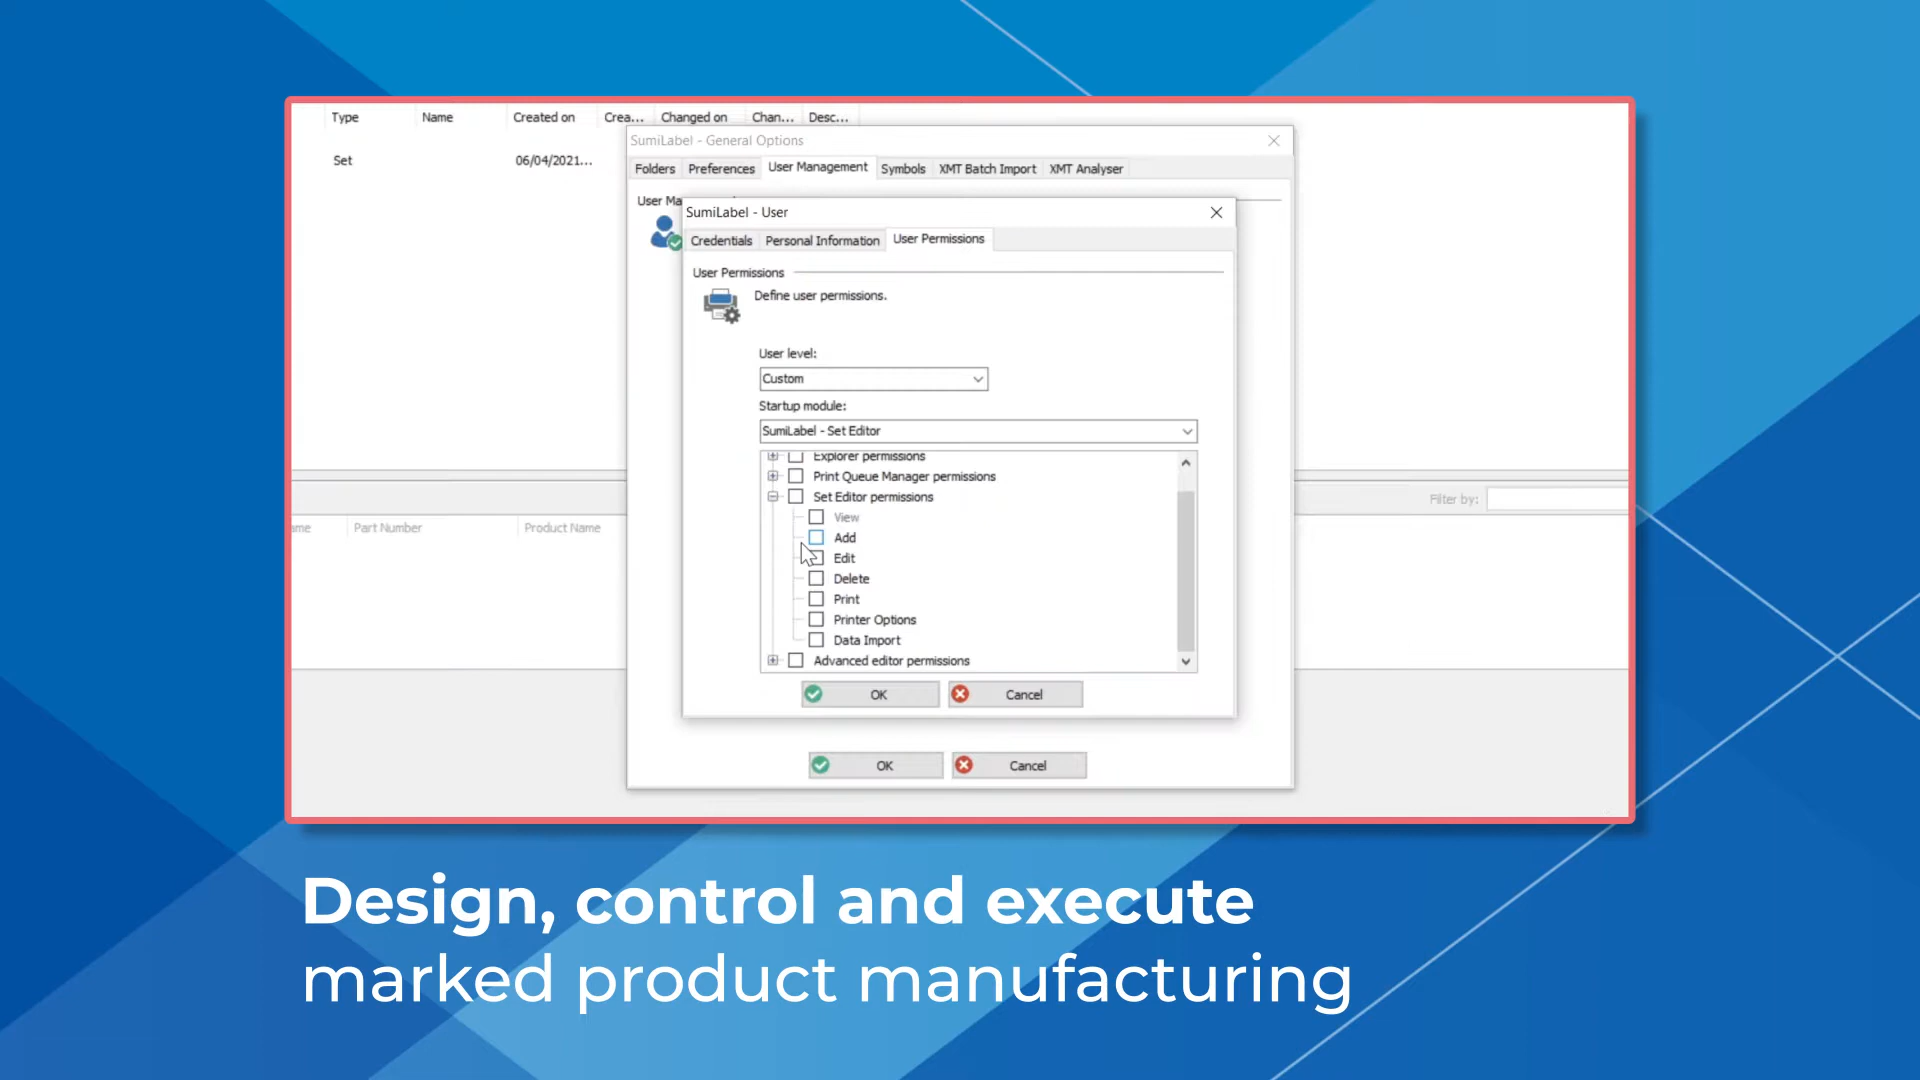 Type Name Created on Crea... Changed on Chan... Desc...
Set 06/04/2021...
SumiLabel - General Options
Folders Preferences User Management Symbols XMT Batch Import XMT Analyser
User Ma
SumiLabel - User
Credentials Personal Information User Permissions
User Permissions
Define user permissions.
User level:
Custom
Startup module:
SumiLabel - Set Editor
Explorer permissions
Print Queue Manager permissions
Set Editor permissions
View
Add
Edit
Delete
Print
Printer Options
Data Import
Advanced editor permissions
OK Cancel
OK Cancel
Filter by:
me Part Number Product Name
Design, control and execute
marked product manufacturing